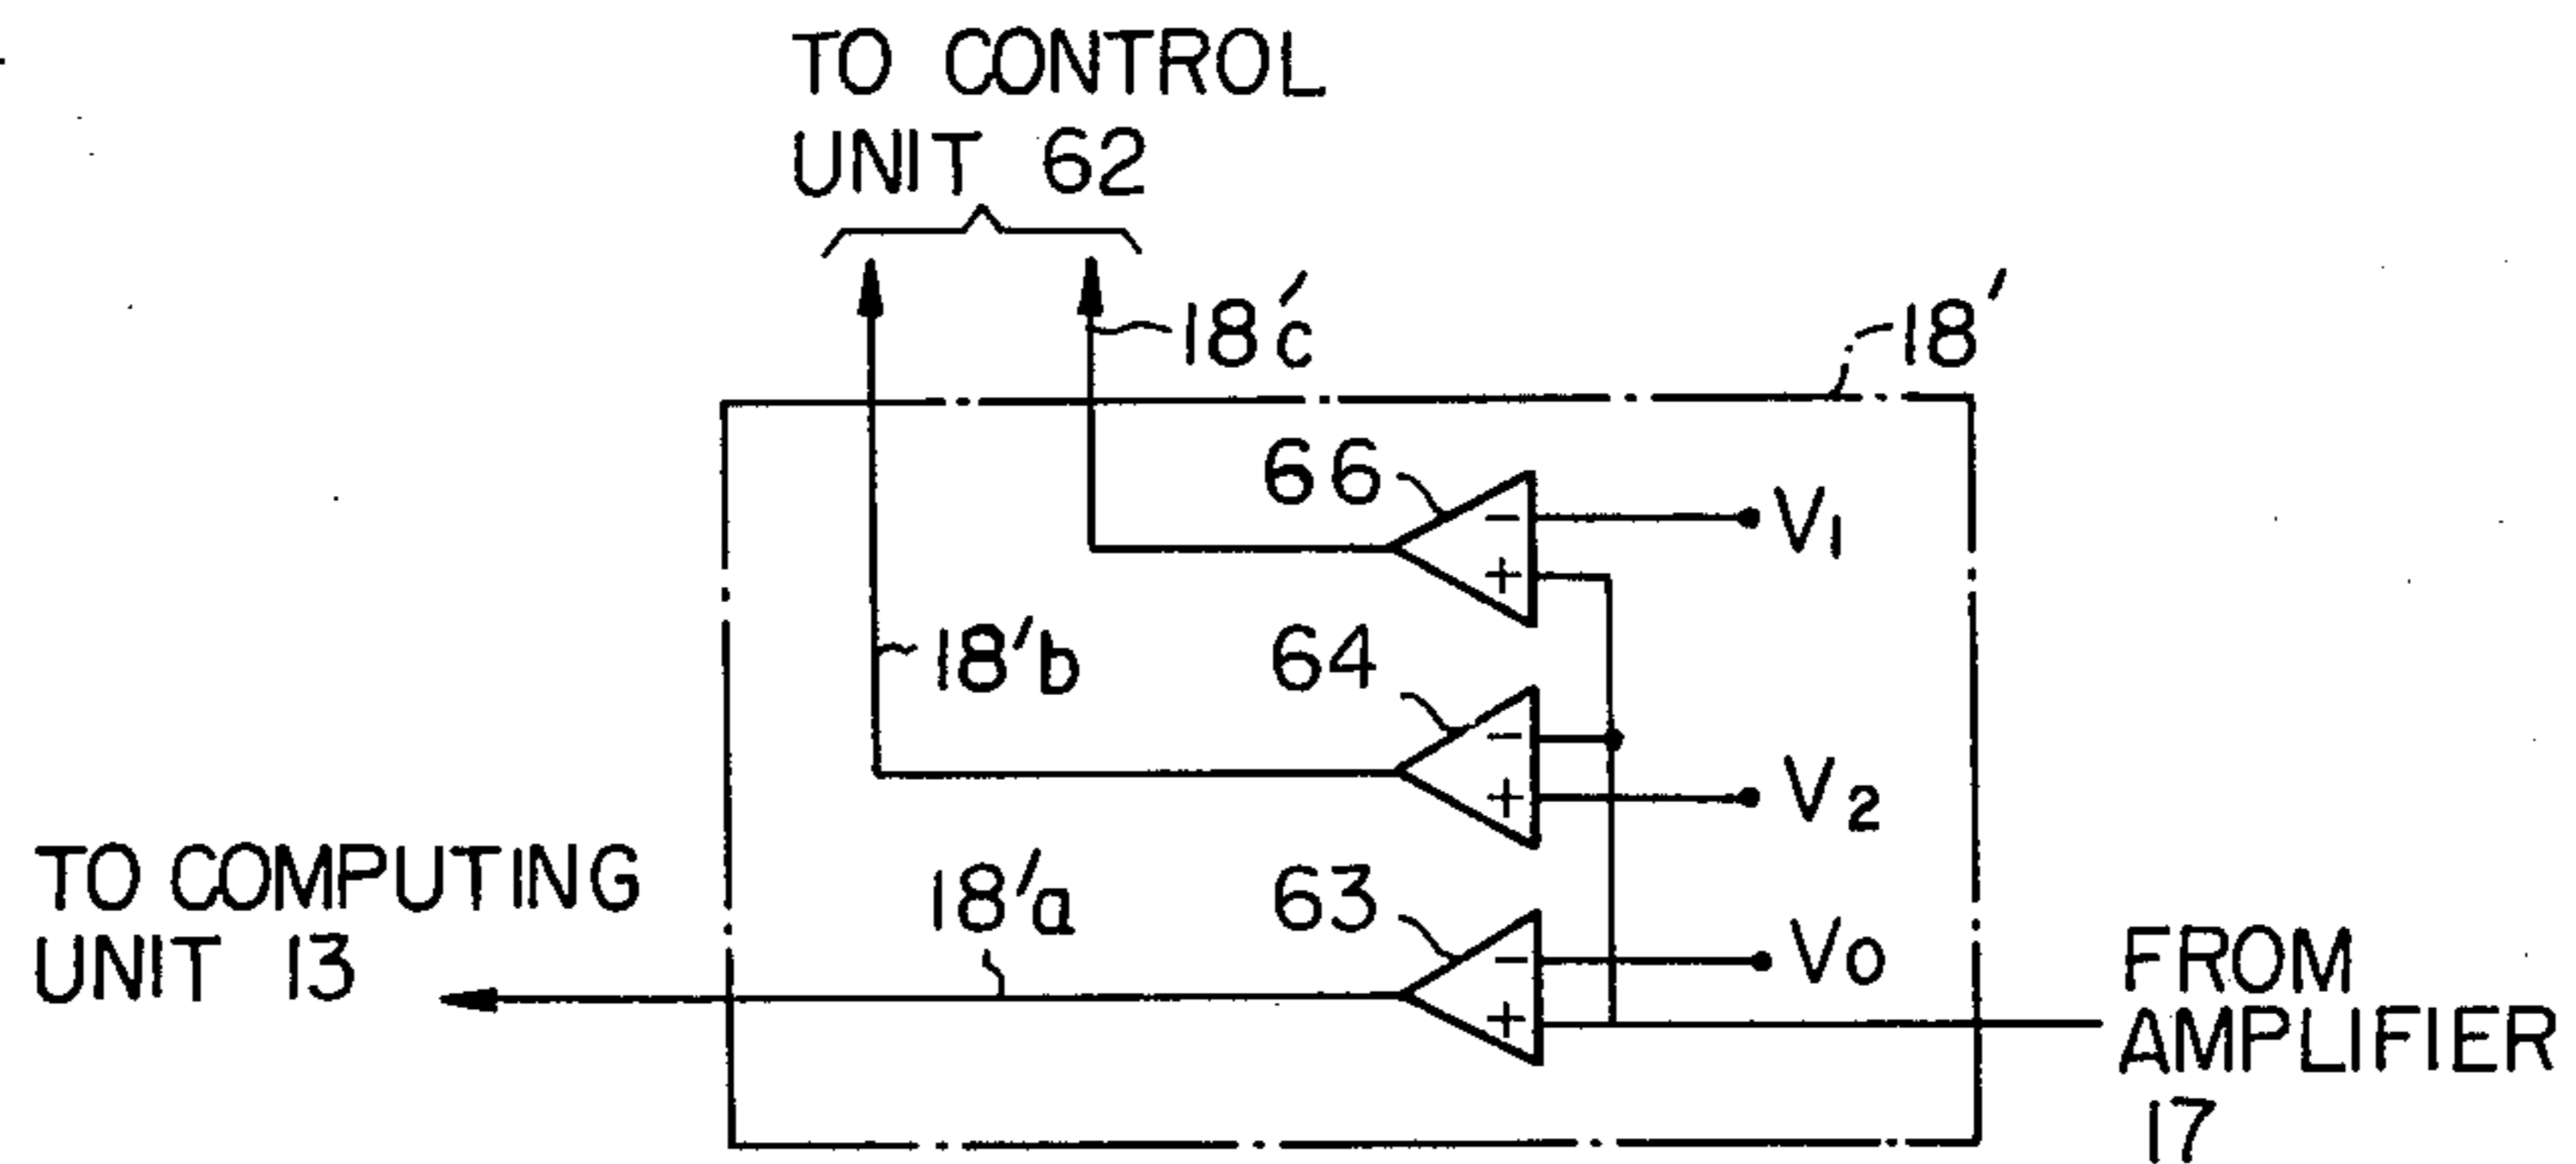 TO CONTROL
UNIT 62
18'c
18'
66
−
V1
+
18'b
64
−
+
V2
TO COMPUTING
UNIT 13
18'a
63
−
V0
+
FROM
AMPLIFIER
17